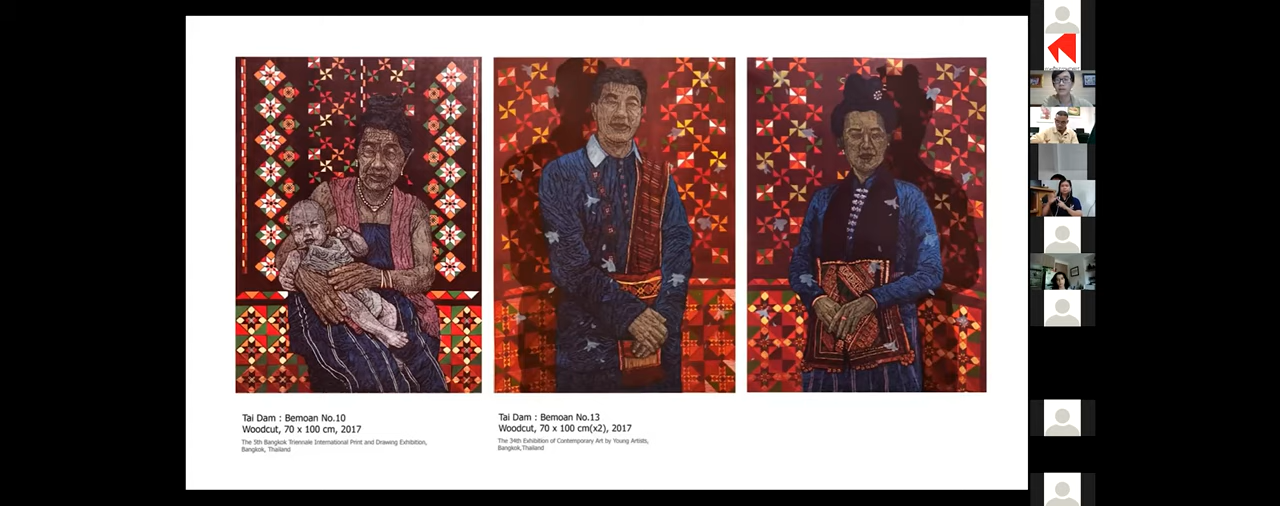 Tai Dam : Bemoan No.10
Woodcut, 70 x 100 cm, 2017
The 5th Bangkok Triennale International Print and Drawing Exhibition,
Bangkok, Thailand
Tai Dam : Bemoan No.13
Woodcut, 70 x 100 cm(x2), 2017
The 34th Exhibition of Contemporary Art by Young Artists,
Bangkok,Thailand